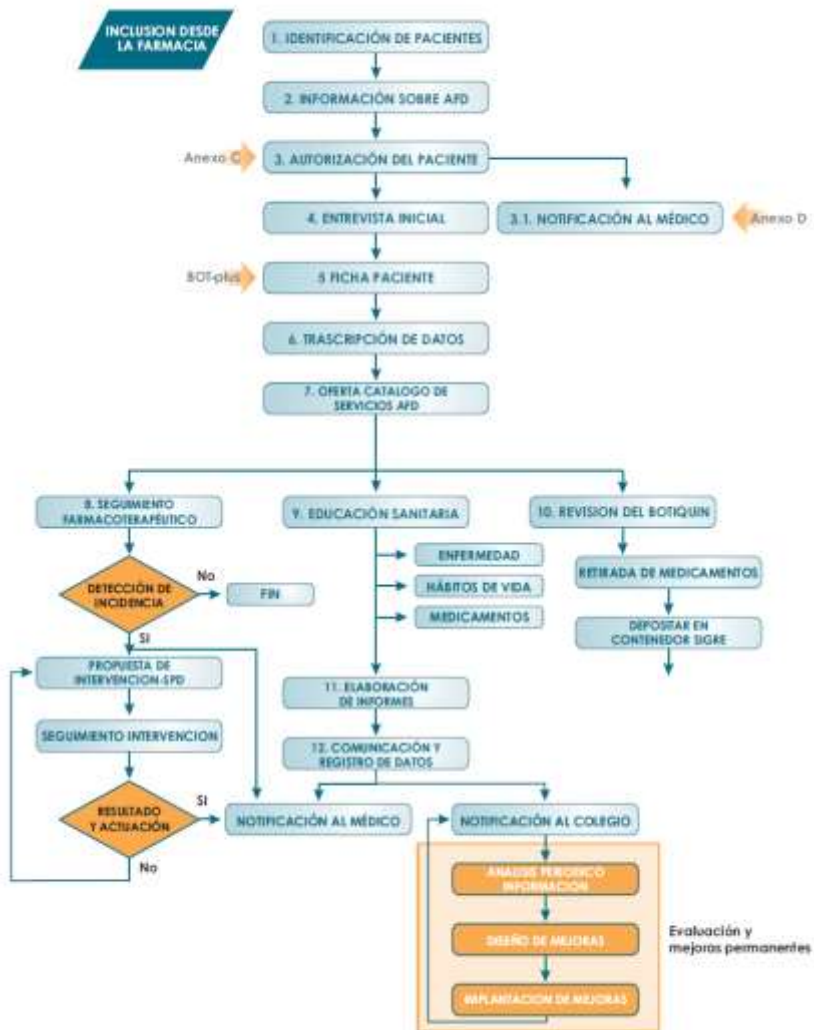 INCLUSION DESDE
LA FARMACIA
1. IDENTIFICACIÓN DE PACIENTES
2. INFORMACIÓN SOBRE AFD
Anexo C
3. AUTORIZACIÓN DEL PACIENTE
4. ENTREVISTA INICIAL
3.1. NOTIFICACIÓN AL MÉDICO
Anexo D
BOT-plus
5 FICHA PACIENTE
6. TRASCRIPCIÓN DE DATOS
7. OFERTA CATALOGO DE
SERVICIOS AFD
8. SEGUIMIENTO
FARMACOTERAPÉUTICO
9. EDUCACIÓN SANITARIA
10. REVISION DEL BOTIQUIN
DETECCIÓN DE
INCIDENCIA
No
FIN
SI
ENFERMEDAD
HÁBITOS DE VIDA
MEDICAMENTOS
RETIRADA DE MEDICAMENTOS
DEPOSITAR EN
CONTENEDOR SIGRE
PROPUESTA DE
INTERVENCION-SPD
SEGUIMIENTO INTERVENCION
11. ELABORACIÓN
DE INFORMES
12. COMUNICACIÓN Y
REGISTRO DE DATOS
RESULTADO
Y ACTUACIÓN
SI
No
NOTIFICACIÓN AL MÉDICO
NOTIFICACIÓN AL COLEGIO
ANALISIS PERIODICO
INFORMACION
DISEÑO DE MEJORAS
IMPLANTACION DE MEJORAS
Evaluación y
mejoras permanentes